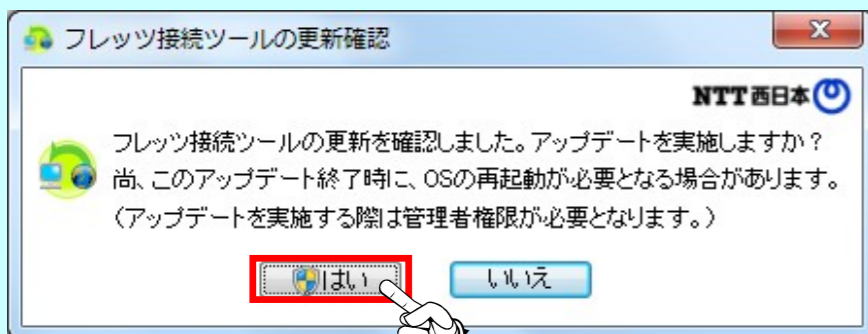 フレッツ接続ツールの更新確認
NTT西日本
フレッツ接続ツールの更新を確認しました。アップデートを実施しますか？
尚、このアップデート終了時に、OSの再起動が必要となる場合があります。
（アップデートを実施する際は管理者権限が必要となります。）
はい いいえ